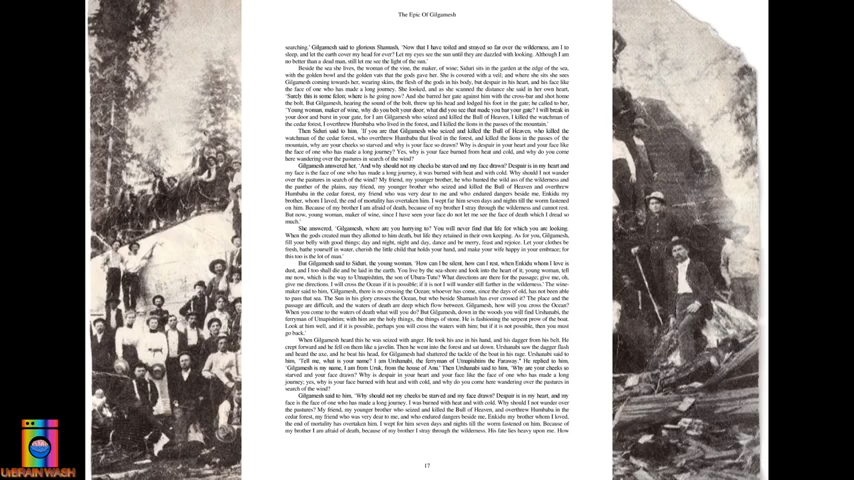 The Epic Of Gilgamesh
searching.' Gilgamesh said to glorious Shamash, 'Now that I have toiled and strayed so far over the wilderness, am I to
sleep, and let the earth cover my head for ever? Let my eyes see the sun until they are dazzled with looking. Although I am
no better than a dead man, still let me see the light of the sun.'
Beside the sea she lives, the woman of the vine, the maker, of wine; Siduri sits in the garden at the edge of the sea,
with the golden bowl and the golden vats that the gods gave her. She is covered with a veil; and where she sits she sees
Gilgamesh coming towards her, wearing skins, the flesh of the gods in his body, but despair in his heart, and his face like
the face of one who has made a long journey. She looked, and as she scanned the distance she said in her own heart,
'Surely this is some felon; where is he going now? And she barred her gate against him with the cross-bar and shot home
the bolt. But Gilgamesh, hearing the sound of the bolt, threw up his head and lodged his foot in the gate; he called to her,
'Young woman, maker of wine, why do you bolt your door; what did you see that made you bar your gate? I will break in
your door and burst in your gate, for I am Gilgamesh who seized and killed the Bull of Heaven, I killed the watchman of
the cedar forest, I overthrew Humbaba who lived in the forest, and I killed the lions in the passes of the mountain.'
Then Siduri said to him, 'If you are that Gilgamesh who seized and killed the Bull of Heaven, who killed the
watchman of the cedar forest, who overthrew Humbaba that lived in the forest, and killed the lions in the passes of the
mountain, why are your cheeks so starved and why is your face so drawn? Why is despair in your heart and your face like
the face of one who has made a long journey? Yes, why is your face burned from heat and cold, and why do you come
here wandering over the pastures in search of the wind?
Gilgamesh answered her, 'And why should not my cheeks be starved and my face drawn? Despair is in my heart and
my face is the face of one who has made a long journey, it was burned with heat and with cold. Why should I not wander
over the pastures in search of the wind? My friend, my younger brother, he who hunted the wild ass of the wilderness and
the panther of the plains, my friend, my younger brother who seized and killed the Bull of Heaven and overthrew
Humbaba in the cedar forest, my friend who was very dear to me and who endured dangers beside me, Enkidu my
brother, whom I loved, the end of mortality has overtaken him. I wept for him seven days and nights till the worm fastened
on him. Because of my brother I am afraid of death, because of my brother I stray through the wilderness and cannot rest.
But now, young woman, maker of wine, since I have seen your face do not let me see the face of death which I dread so
much.'
She answered, 'Gilgamesh, where are you hurrying to? You will never find that life for which you are looking.
When the gods created man they allotted to him death, but life they retained in their own keeping. As for you, Gilgamesh,
fill your belly with good things; day and night, night and day, dance and be merry, feast and rejoice. Let your clothes be
fresh, bathe yourself in water, cherish the little child that holds your hand, and make your wife happy in your embrace; for
this too is the lot of man.'
But Gilgamesh said to Siduri, the young woman, 'How can I be silent, how can I rest, when Enkidu whom I love is
dust, and I too shall die and be laid in the earth. You live by the sea-shore and look into the heart of it; young woman, tell
me now, which is the way to Utnapishtim, the son of Ubara-Tutu? What directions are there for the passage; give me, oh,
give me directions. I will cross the Ocean if it is possible; if it is not I will wander still farther in the wilderness.' The wine-
maker said to him, 'Gilgamesh, there is no crossing the Ocean; whoever has come, since the days of old, has not been able
to pass that sea. The Sun in his glory crosses the Ocean, but who beside Shamash has ever crossed it? The place and the
passage are difficult, and the waters of death are deep which flow between. Gilgamesh, how will you cross the Ocean?
When you come to the waters of death what will you do? But Gilgamesh, down in the woods you will find Urshanabi, the
ferryman of Utnapishtim; with him are the holy things, the things of stone. He is fashioning the serpent prow of the boat.
Look at him well, and if it is possible, perhaps you will cross the waters with him; but if it is not possible, then you must
go back.'
When Gilgamesh heard this he was seized with anger. He took his axe in his hand, and his dagger from his belt. He
crept forward and he fell on them like a javelin. Then he went into the forest and sat down. Urshanabi saw the dagger flash
and heard the axe, and he beat his head, for Gilgamesh had shattered the tackle of the boat in his rage. Urshanabi said to
him, 'Tell me, what is your name? I am Urshanabi, the ferryman of Utnapishtim the Faraway.' He replied to him,
'Gilgamesh is my name, I am from Uruk, from the house of Anu.' Then Urshanabi said to him, 'Why are your cheeks so
starved and your face drawn? Why is despair in your heart and your face like the face of one who has made a long
journey; yes, why is your face burned with heat and with cold, and why do you come here wandering over the pastures in
search of the wind?
Gilgamesh said to him, 'Why should not my cheeks be starved and my face drawn? Despair is in my heart, and my
face is the face of one who has made a long journey. I was burned with heat and with cold. Why should I not wander over
the pastures? My friend, my younger brother who seized and killed the Bull of Heaven, and overthrew Humbaba in the
cedar forest, my friend who was very dear to me, and who endured dangers beside me, Enkidu my brother whom I loved,
the end of mortality has overtaken him. I wept for him seven days and nights till the worm fastened on him. Because of
my brother I am afraid of death, because of my brother I stray through the wilderness. His fate lies heavy upon me. How
17
UrBRAINWASH